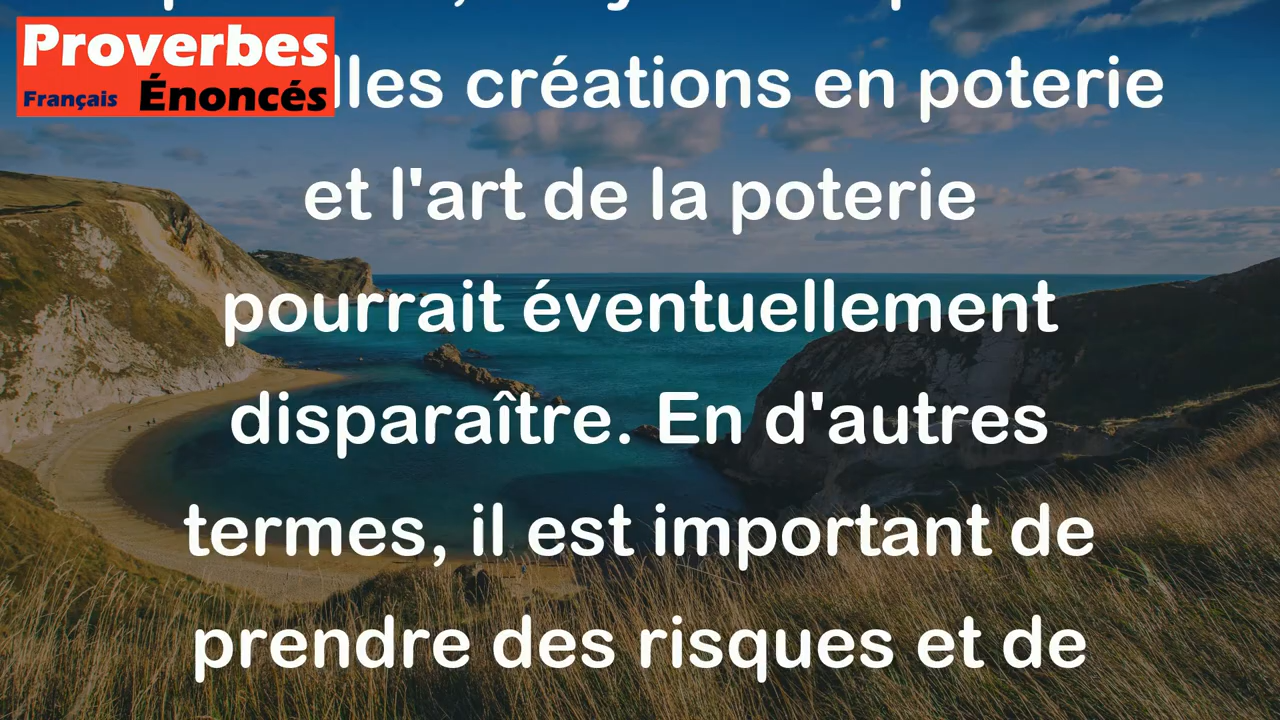 Proverbes
Français Énoncés
lles créations en poterie
et l'art de la poterie
pourrait éventuellement
disparaître. En d'autres
termes, il est important de
prendre des risques et de